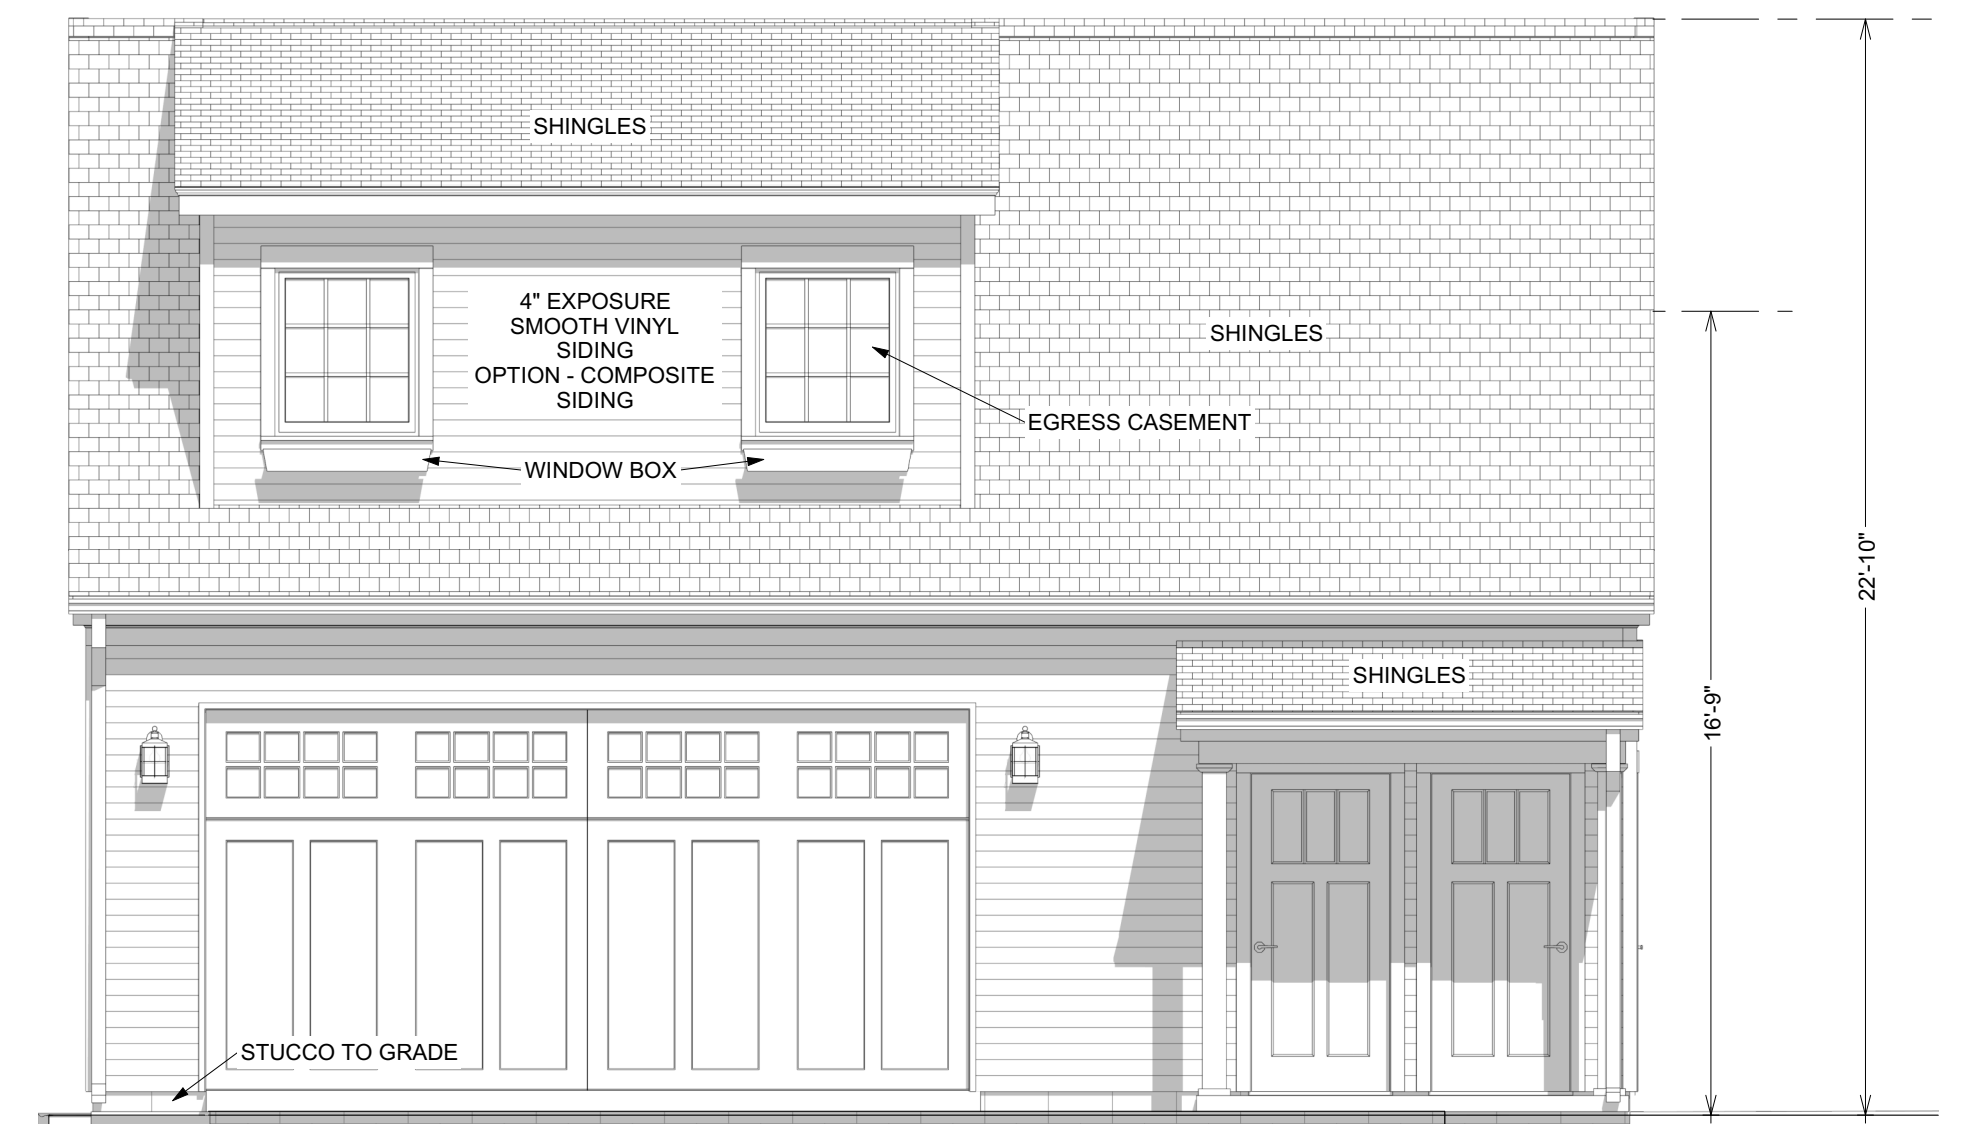 SHINGLES
4" EXPOSURE
SMOOTH VINYL
SIDING
OPTION - COMPOSITE
SIDING
SHINGLES
EGRESS CASEMENT
WINDOW BOX
22'-10"
SHINGLES
16'-9"
STUCCO TO GRADE